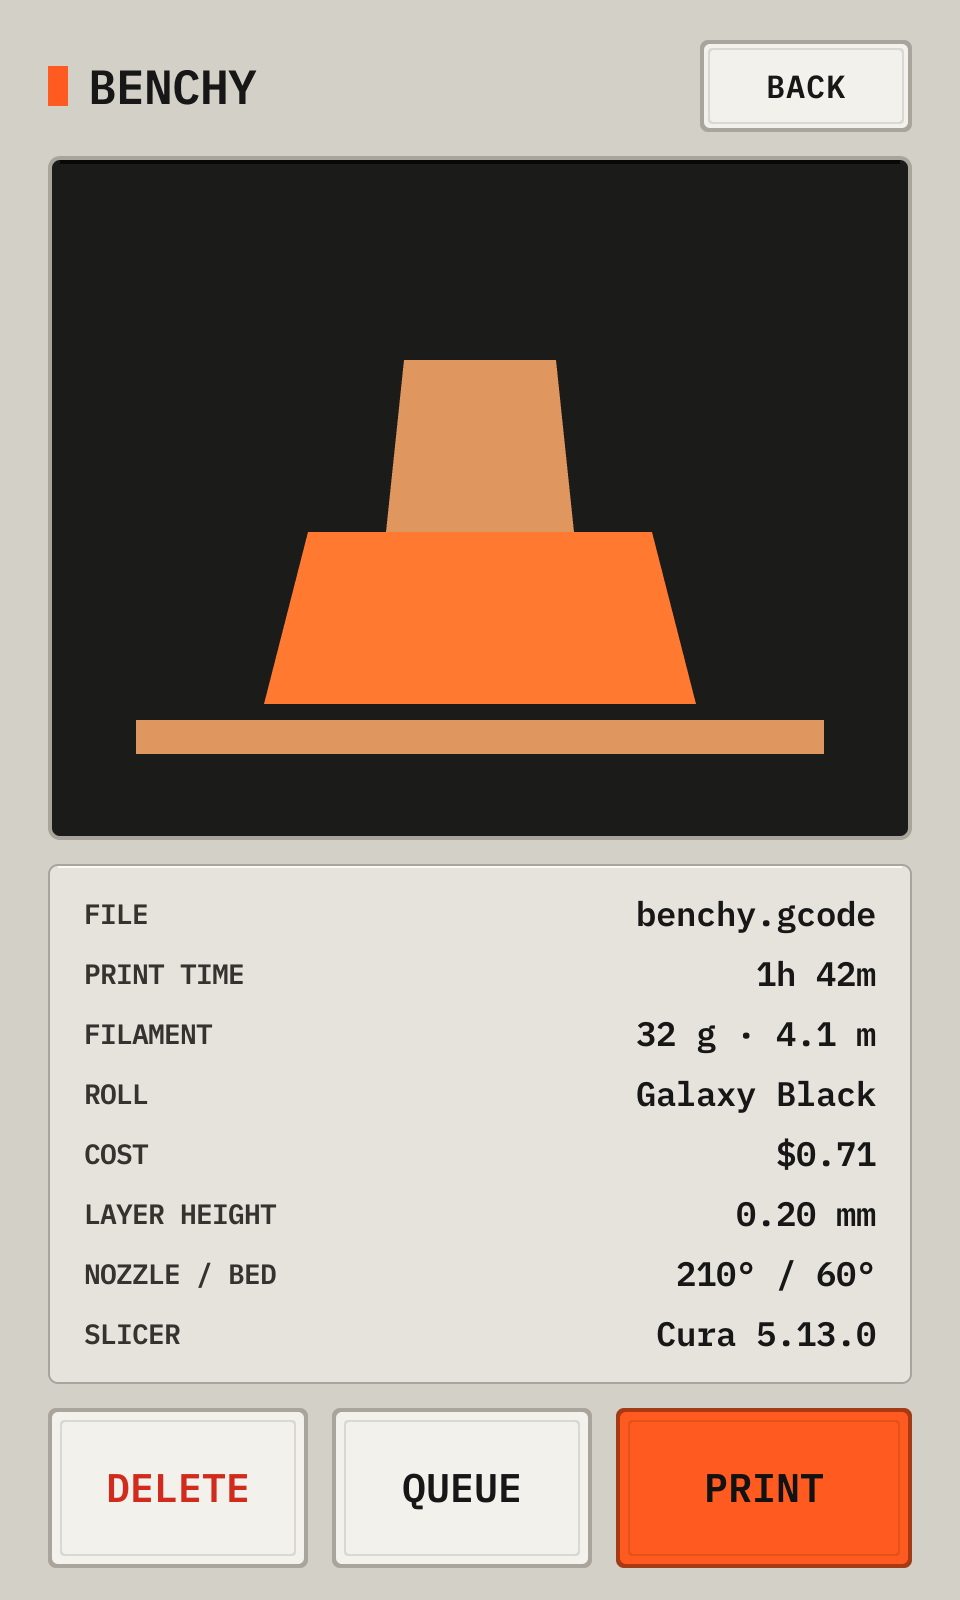 BENCHY
BACK
FILE benchy.gcode
PRINT TIME 1h 42m
FILAMENT 32 g · 4.1 m
ROLL Galaxy Black
COST $0.71
LAYER HEIGHT 0.20 mm
NOZZLE / BED 210° / 60°
SLICER Cura 5.13.0
DELETE QUEUE PRINT